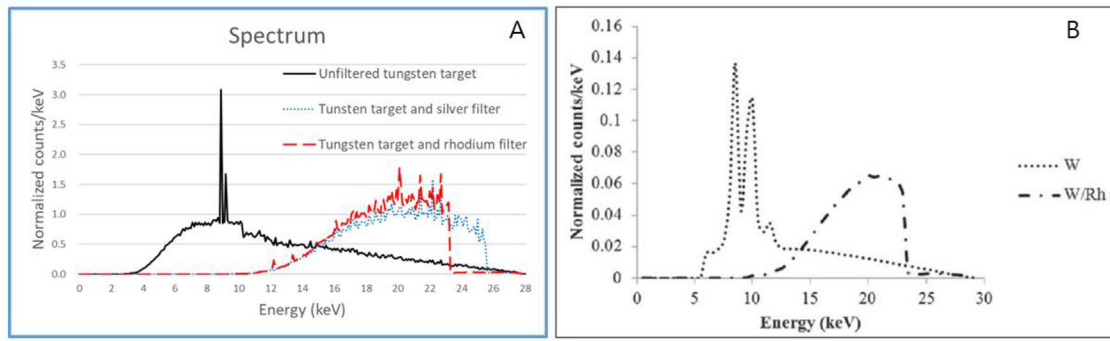 Spectrum
A
Normalized counts/keV
3.5
3.0
2.5
2.0
1.5
1.0
0.5
0.0
Unfiltered tungsten target
Tunsten target and silver filter
Tungsten target and rhodium filter
0 2 4 6 8 10 12 14 16 18 20 22 24 26 28
Energy (keV)
B
Normalized counts/keV
0.16
0.14
0.12
0.10
0.08
0.06
0.04
0.02
0
W
W/Rh
0 5 10 15 20 25 30
Energy (keV)